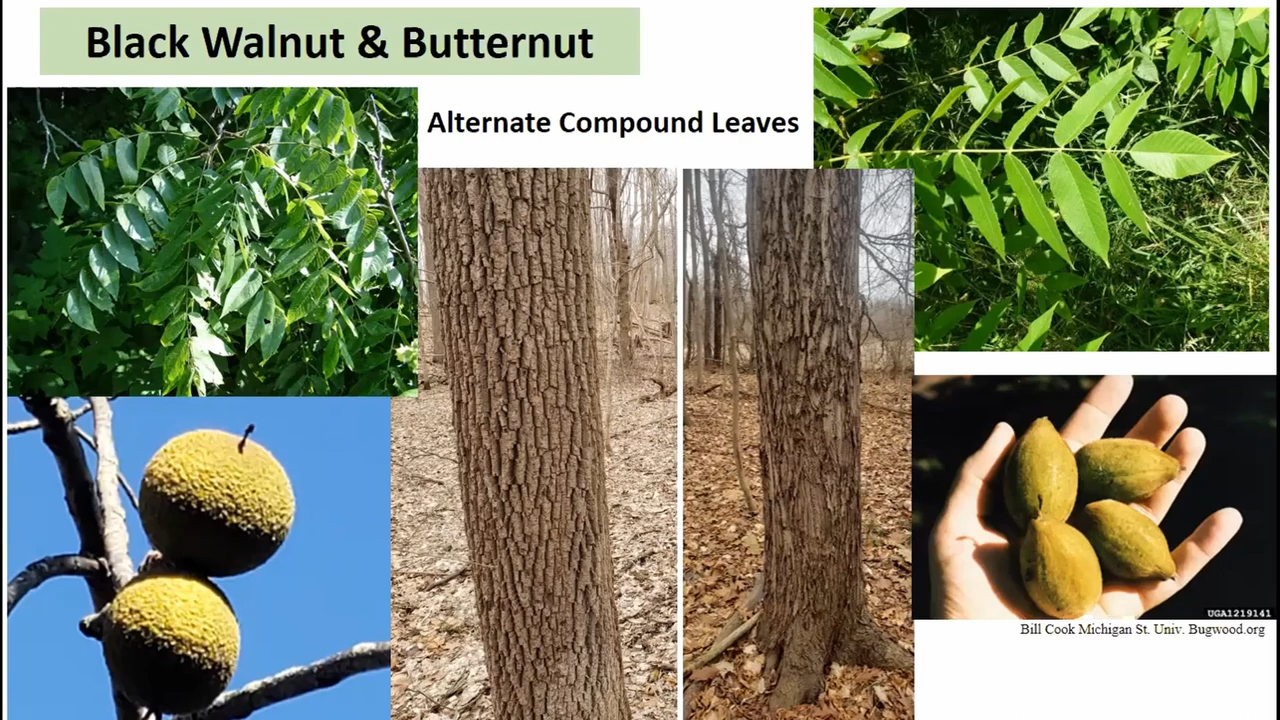 Black Walnut & Butternut
Alternate Compound Leaves
UGA1219141
Bill Cook Michigan St. Univ. Bugwood.org